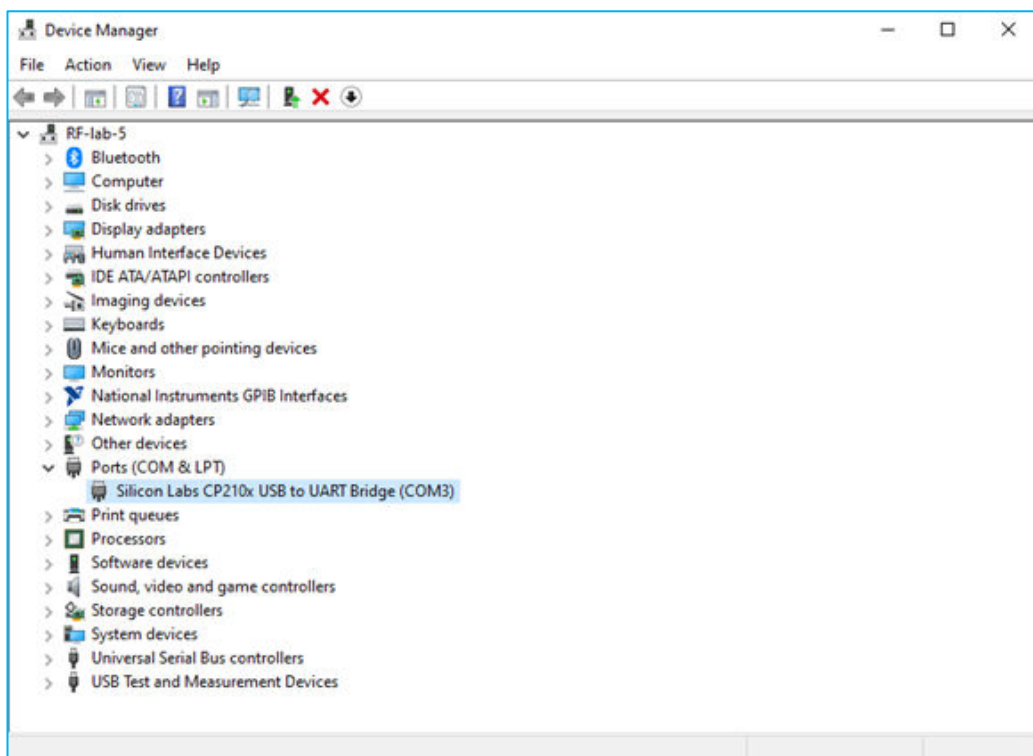 Device Manager
File Action View Help
RF-lab-5
Bluetooth
Computer
Disk drives
Display adapters
Human Interface Devices
IDE ATA/ATAPI controllers
Imaging devices
Keyboards
Mice and other pointing devices
Monitors
National Instruments GPIB Interfaces
Network adapters
Other devices
Ports (COM & LPT)
Silicon Labs CP210x USB to UART Bridge (COM3)
Print queues
Processors
Software devices
Sound, video and game controllers
Storage controllers
System devices
Universal Serial Bus controllers
USB Test and Measurement Devices